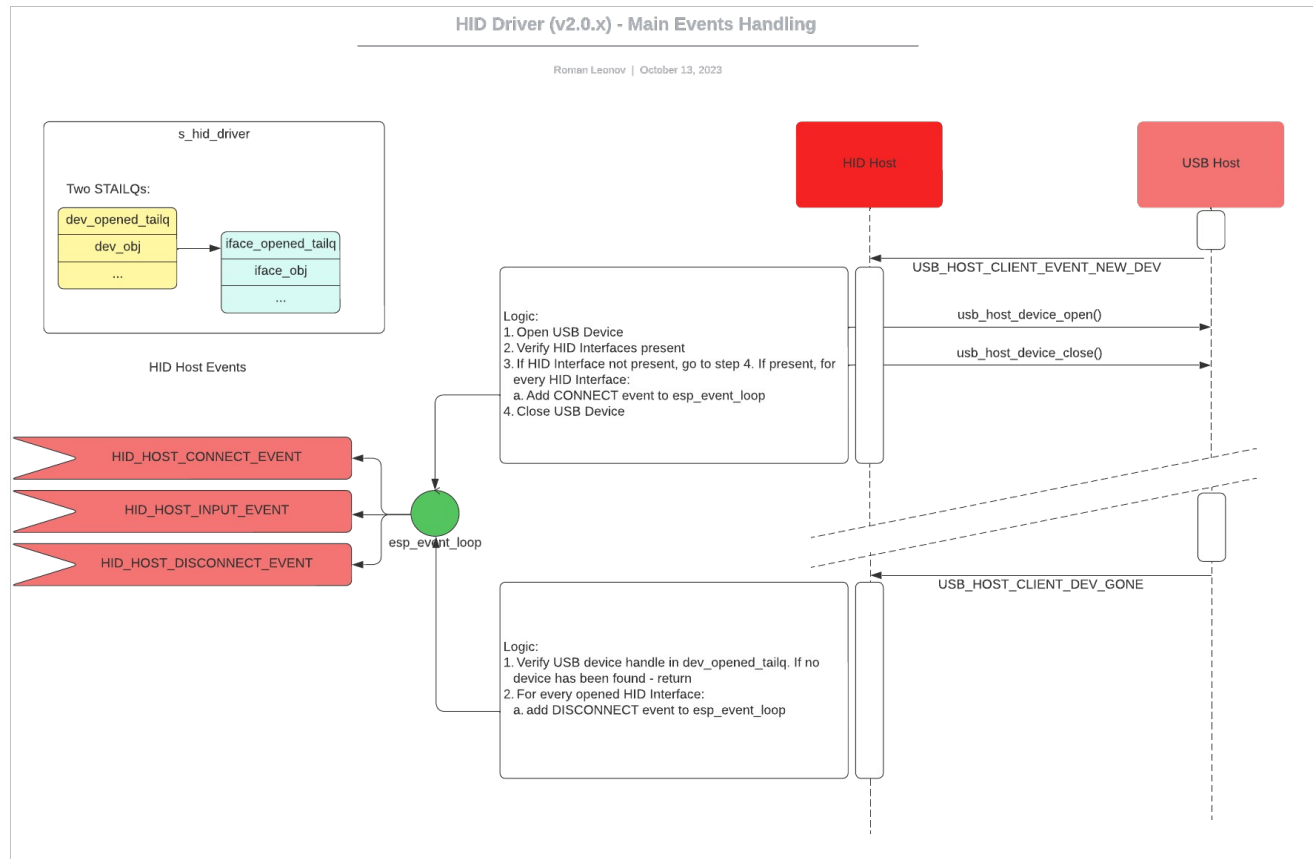 HID Driver (v2.0.x) - Main Events Handling
Roman Leonov | October 13, 2023
s_hid_driver
Two STAILQs:
dev_opened_tailq
dev_obj
...
iface_opened_tailq
iface_obj
...
HID Host Events
HID Host
USB Host
USB_HOST_CLIENT_EVENT_NEW_DEV
usb_host_device_open()
usb_host_device_close()
Logic:
1. Open USB Device
2. Verify HID Interfaces present
3. If HID Interface not present, go to step 4. If present, for
every HID Interface:
a. Add CONNECT event to esp_event_loop
4. Close USB Device
HID_HOST_CONNECT_EVENT
HID_HOST_INPUT_EVENT
HID_HOST_DISCONNECT_EVENT
esp_event_loop
USB_HOST_CLIENT_DEV_GONE
Logic:
1. Verify USB device handle in dev_opened_tailq. If no
device has been found - return
2. For every opened HID Interface:
a. add DISCONNECT event to esp_event_loop